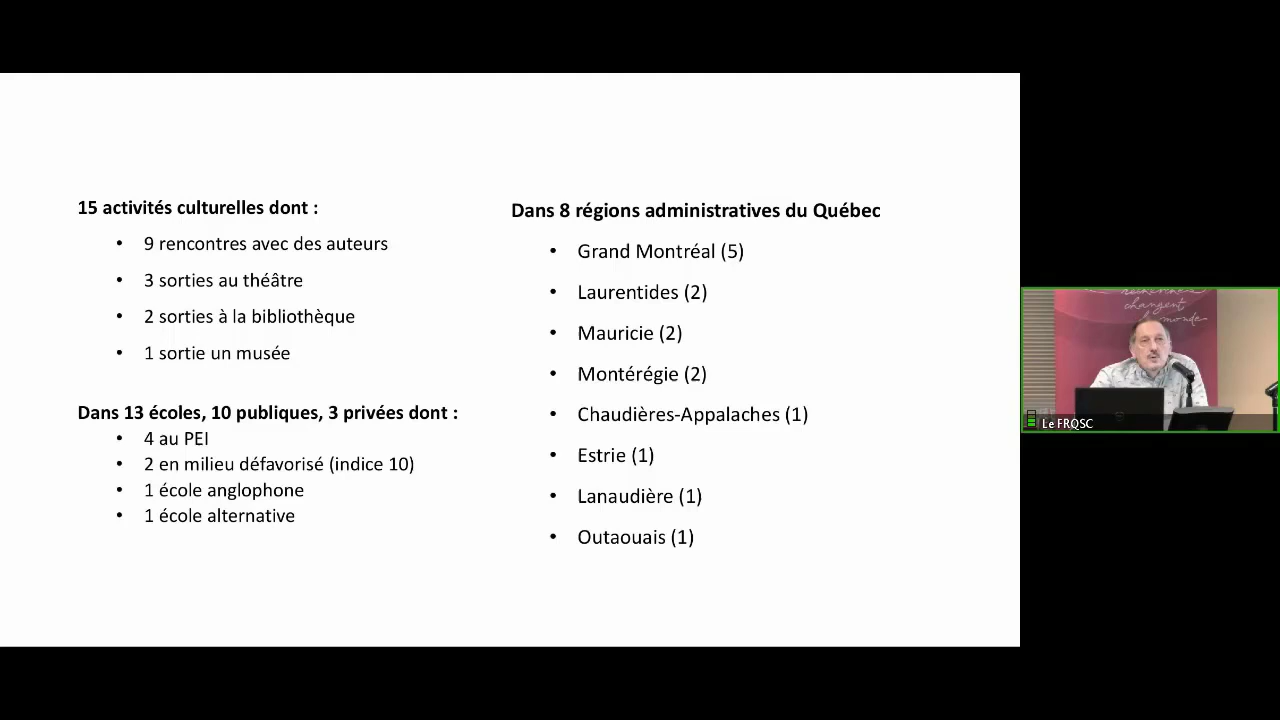 15 activités culturelles dont :
• 9 rencontres avec des auteurs
• 3 sorties au théâtre
• 2 sorties à la bibliothèque
• 1 sortie un musée
Dans 13 écoles, 10 publiques, 3 privées dont :
• 4 au PEI
• 2 en milieu défavorisé (indice 10)
• 1 école anglophone
• 1 école alternative
Dans 8 régions administratives du Québec
• Grand Montréal (5)
• Laurentides (2)
• Mauricie (2)
• Montérégie (2)
• Chaudières-Appalaches (1)
• Estrie (1)
• Lanaudière (1)
• Outaouais (1)
changent
monde
Le FRQSC